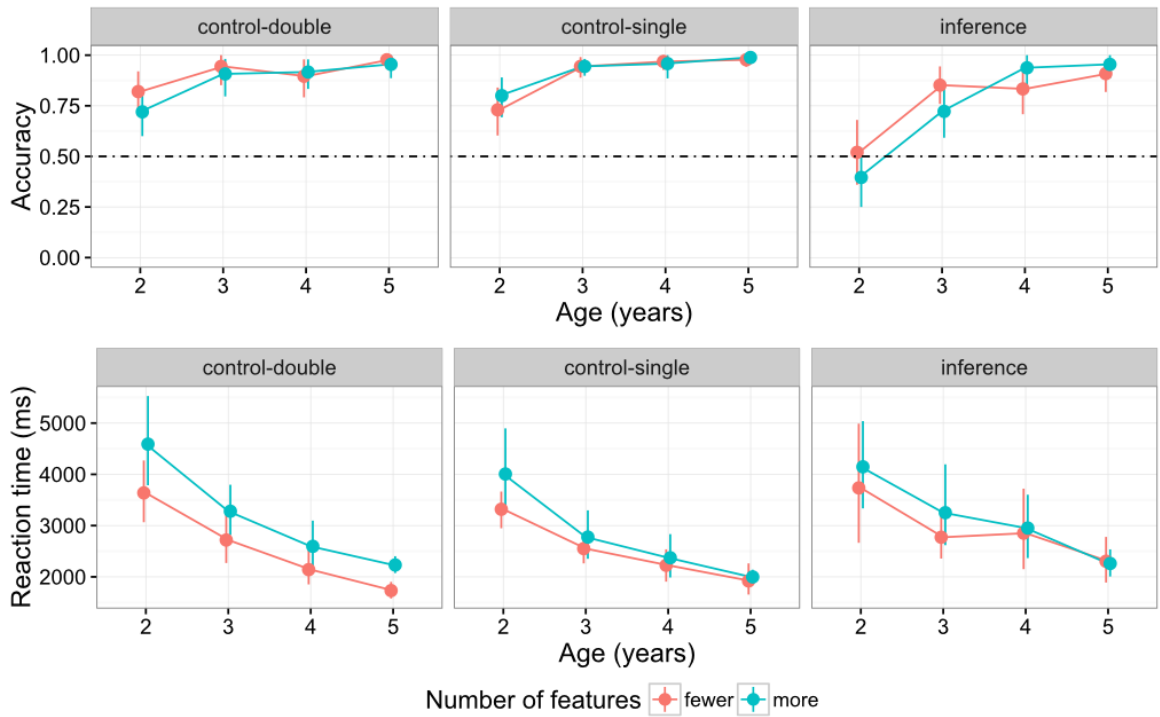 control-double control-single inference
Accuracy
1.00
0.75
0.50
0.25
0.00
2 3 4 5 2 3 4 5 2 3 4 5
Age (years)
control-double control-single inference
Reaction time (ms)
5000
4000
3000
2000
2 3 4 5 2 3 4 5 2 3 4 5
Age (years)
Number of features fewer more